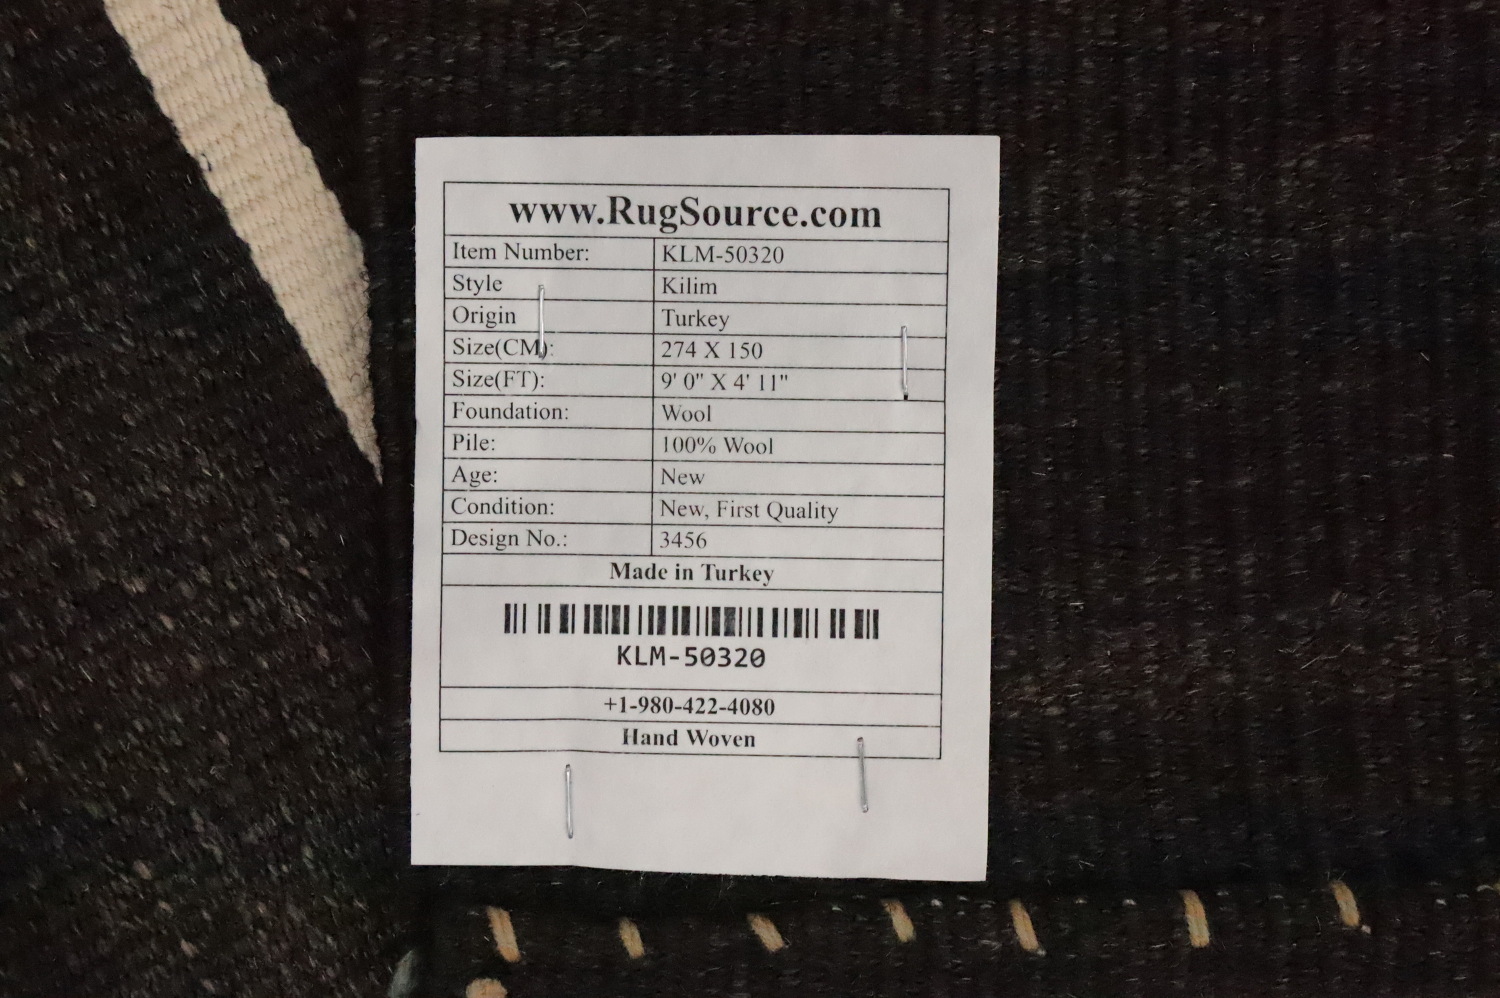 www.RugSource.com
Item Number: KLM-50320
Style Kilim
Origin Turkey
Size(CM): 274 X 150
Size(FT): 9' 0" X 4' 11"
Foundation: Wool
Pile: 100% Wool
Age: New
Condition: New, First Quality
Design No.: 3456
Made in Turkey
KLM-50320
+1-980-422-4080
Hand Woven